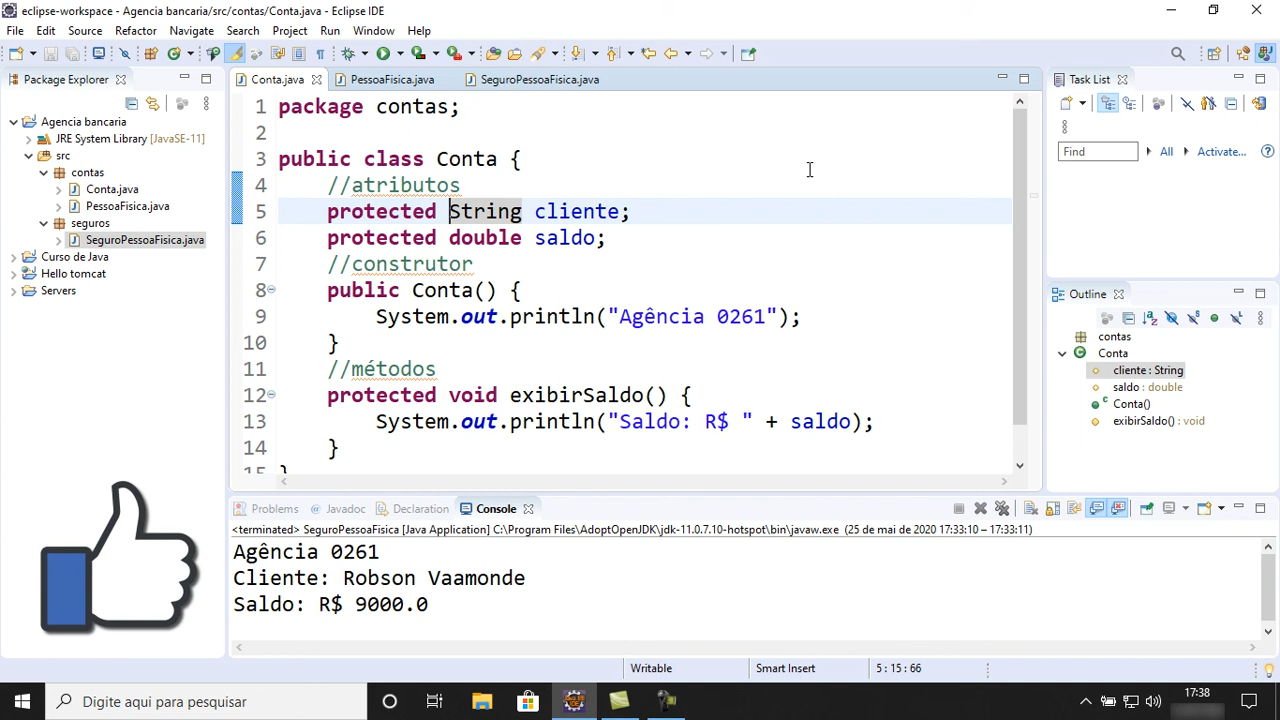 eclipse-workspace - Agencia bancaria/src/contas/Conta.java - Eclipse IDE
File Edit Source Refactor Navigate Search Project Run Window Help
Package Explorer
Agencia bancaria
JRE System Library [JavaSE-11]
src
contas
Conta.java
PessoaFisica.java
seguros
SeguroPessoaFisica.java
Curso de Java
Hello tomcat
Servers
Conta.java PessoaFisica.java SeguroPessoaFisica.java
1 package contas;
2
3 public class Conta {
4 //atributos
5 protected String cliente;
6 protected double saldo;
7 //construtor
8 public Conta() {
9 System.out.println("Agência 0261");
10 }
11 //métodos
12 protected void exibirSaldo() {
13 System.out.println("Saldo: R$ " + saldo);
14 }
15 }
Task List
Find All Activate...
Outline
contas
Conta
cliente : String
saldo : double
Conta()
exibirSaldo() : void
Problems Javadoc Declaration Console
<terminated> SeguroPessoaFisica [Java Application] C:\Program Files\AdoptOpenJDK\jdk-11.0.7.10-hotspot\bin\javaw.exe (25 de mai de 2020 17:33:10 – 17:33:11)
Agência 0261
Cliente: Robson Vaamonde
Saldo: R$ 9000.0
Writable Smart Insert 5 : 15 : 66
Digite aqui para pesquisar
17:38